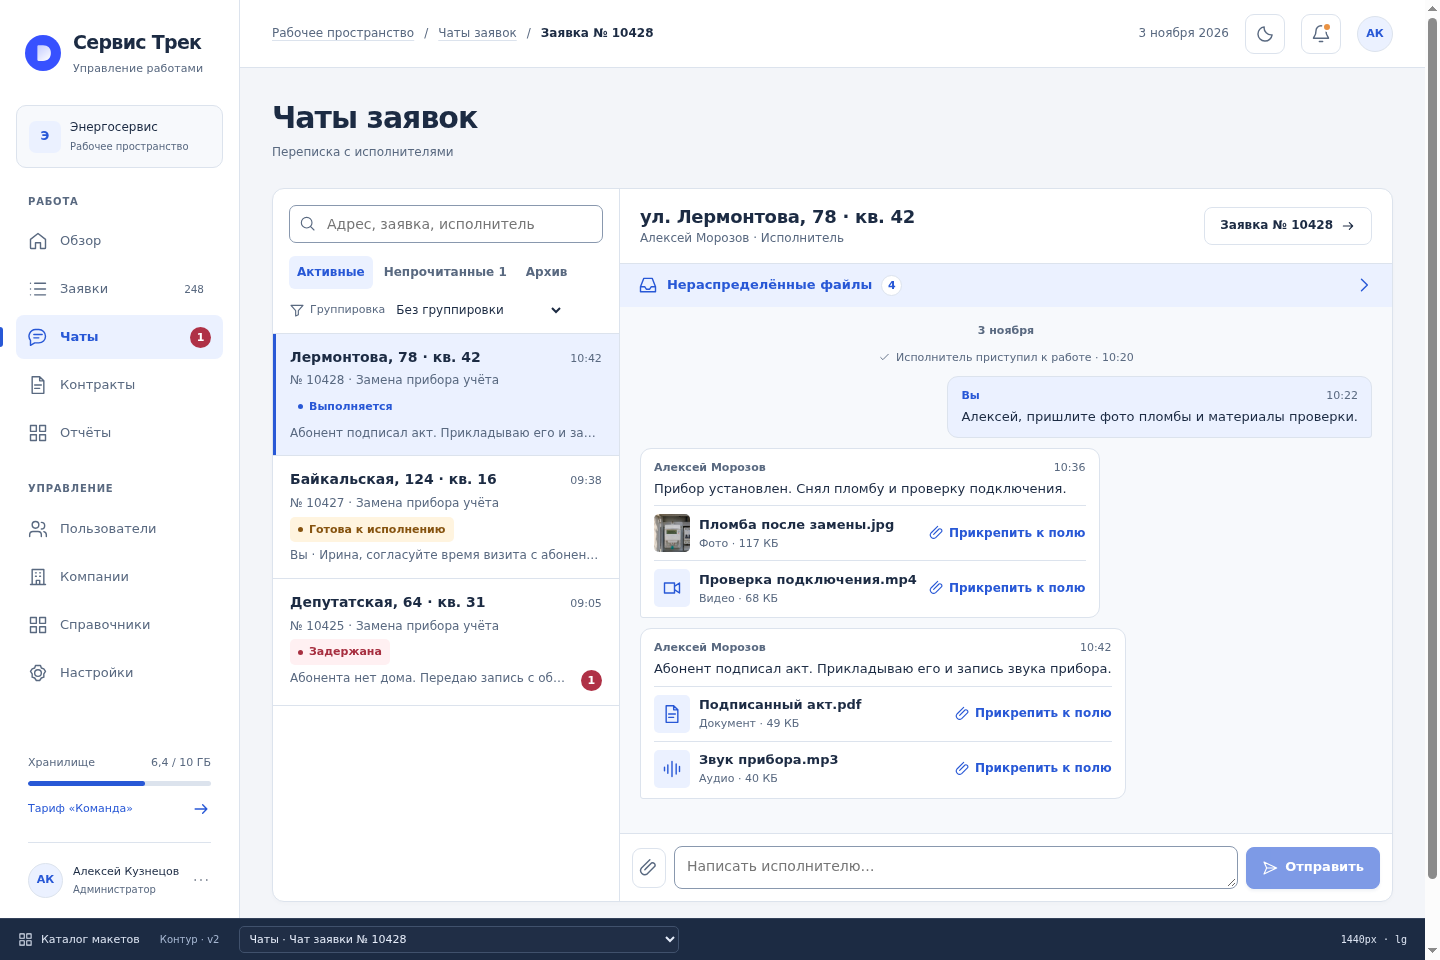 Сервис Трек
Управление работами
Э
Энергосервис
Рабочее пространство
РАБОТА
Обзор
Заявки 248
Чаты 1
Контракты
Отчёты
УПРАВЛЕНИЕ
Пользователи
Компании
Справочники
Настройки
Хранилище 6,4 / 10 ГБ
Тариф «Команда»
АК
Алексей Кузнецов
Администратор
Рабочее пространство / Чаты заявок / Заявка № 10428
3 ноября 2026
АК
Чаты заявок
Переписка с исполнителями
Адрес, заявка, исполнитель
Активные Непрочитанные 1 Архив
Группировка Без группировки
Лермонтова, 78 · кв. 42 10:42
№ 10428 · Замена прибора учёта
Выполняется
Абонент подписал акт. Прикладываю его и за…
Байкальская, 124 · кв. 16 09:38
№ 10427 · Замена прибора учёта
Готова к исполнению
Вы · Ирина, согласуйте время визита с абонен…
Депутатская, 64 · кв. 31 09:05
№ 10425 · Замена прибора учёта
Задержана
Абонента нет дома. Передаю запись с об… 1
ул. Лермонтова, 78 · кв. 42
Алексей Морозов · Исполнитель
Заявка № 10428
Нераспределённые файлы 4
3 ноября
Исполнитель приступил к работе · 10:20
Вы 10:22
Алексей, пришлите фото пломбы и материалы проверки.
Алексей Морозов 10:36
Прибор установлен. Снял пломбу и проверку подключения.
Пломба после замены.jpg
Фото · 117 КБ
Прикрепить к полю
Проверка подключения.mp4
Видео · 68 КБ
Прикрепить к полю
Алексей Морозов 10:42
Абонент подписал акт. Прикладываю его и запись звука прибора.
Подписанный акт.pdf
Документ · 49 КБ
Прикрепить к полю
Звук прибора.mp3
Аудио · 40 КБ
Прикрепить к полю
Написать исполнителю…
Отправить
Каталог макетов Контур · v2 Чаты · Чат заявки № 10428 1440px · lg